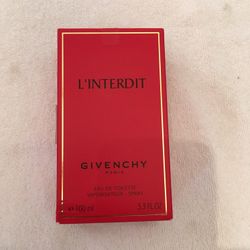 L'INTERDIT
GIVENCHY
PARIS
EAU DE TOILETTE
VAPORISATEUR - SPRAY
e 100 ml 3.3 FL.OZ